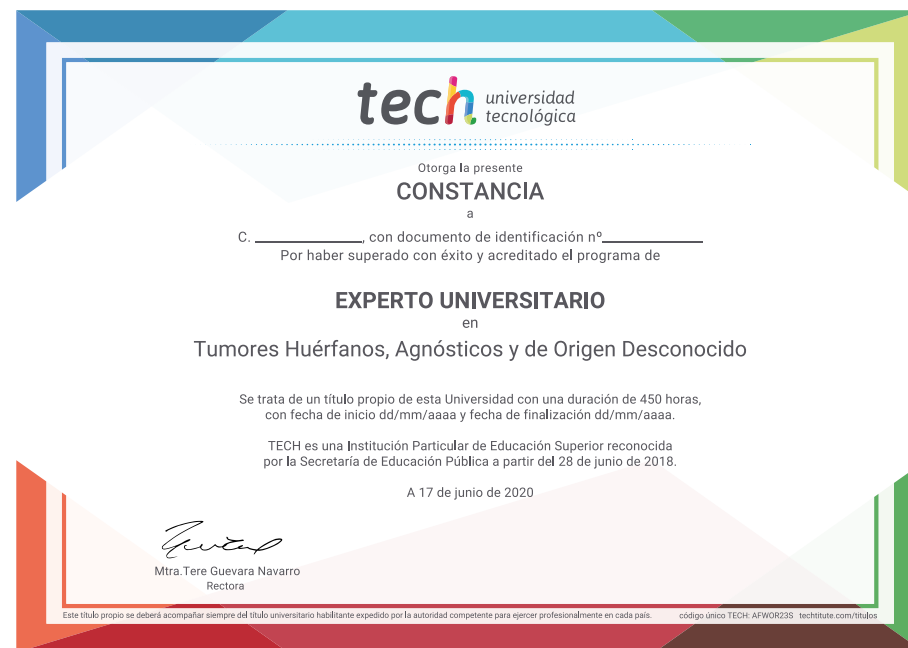 tech universidad
tecnológica
Otorga la presente
CONSTANCIA
a
C. ____________, con documento de identificación nº____________
Por haber superado con éxito y acreditado el programa de
EXPERTO UNIVERSITARIO
en
Tumores Huérfanos, Agnósticos y de Origen Desconocido
Se trata de un título propio de esta Universidad con una duración de 450 horas,
con fecha de inicio dd/mm/aaaa y fecha de finalización dd/mm/aaaa.
TECH es una Institución Particular de Educación Superior reconocida
por la Secretaría de Educación Pública a partir del 28 de junio de 2018.
A 17 de junio de 2020
Mtra.Tere Guevara Navarro
Rectora
Este título propio se deberá acompañar siempre del título universitario habilitante expedido por la autoridad competente para ejercer profesionalmente en cada país. código único TECH: AFWOR23S techtitute.com/titulos